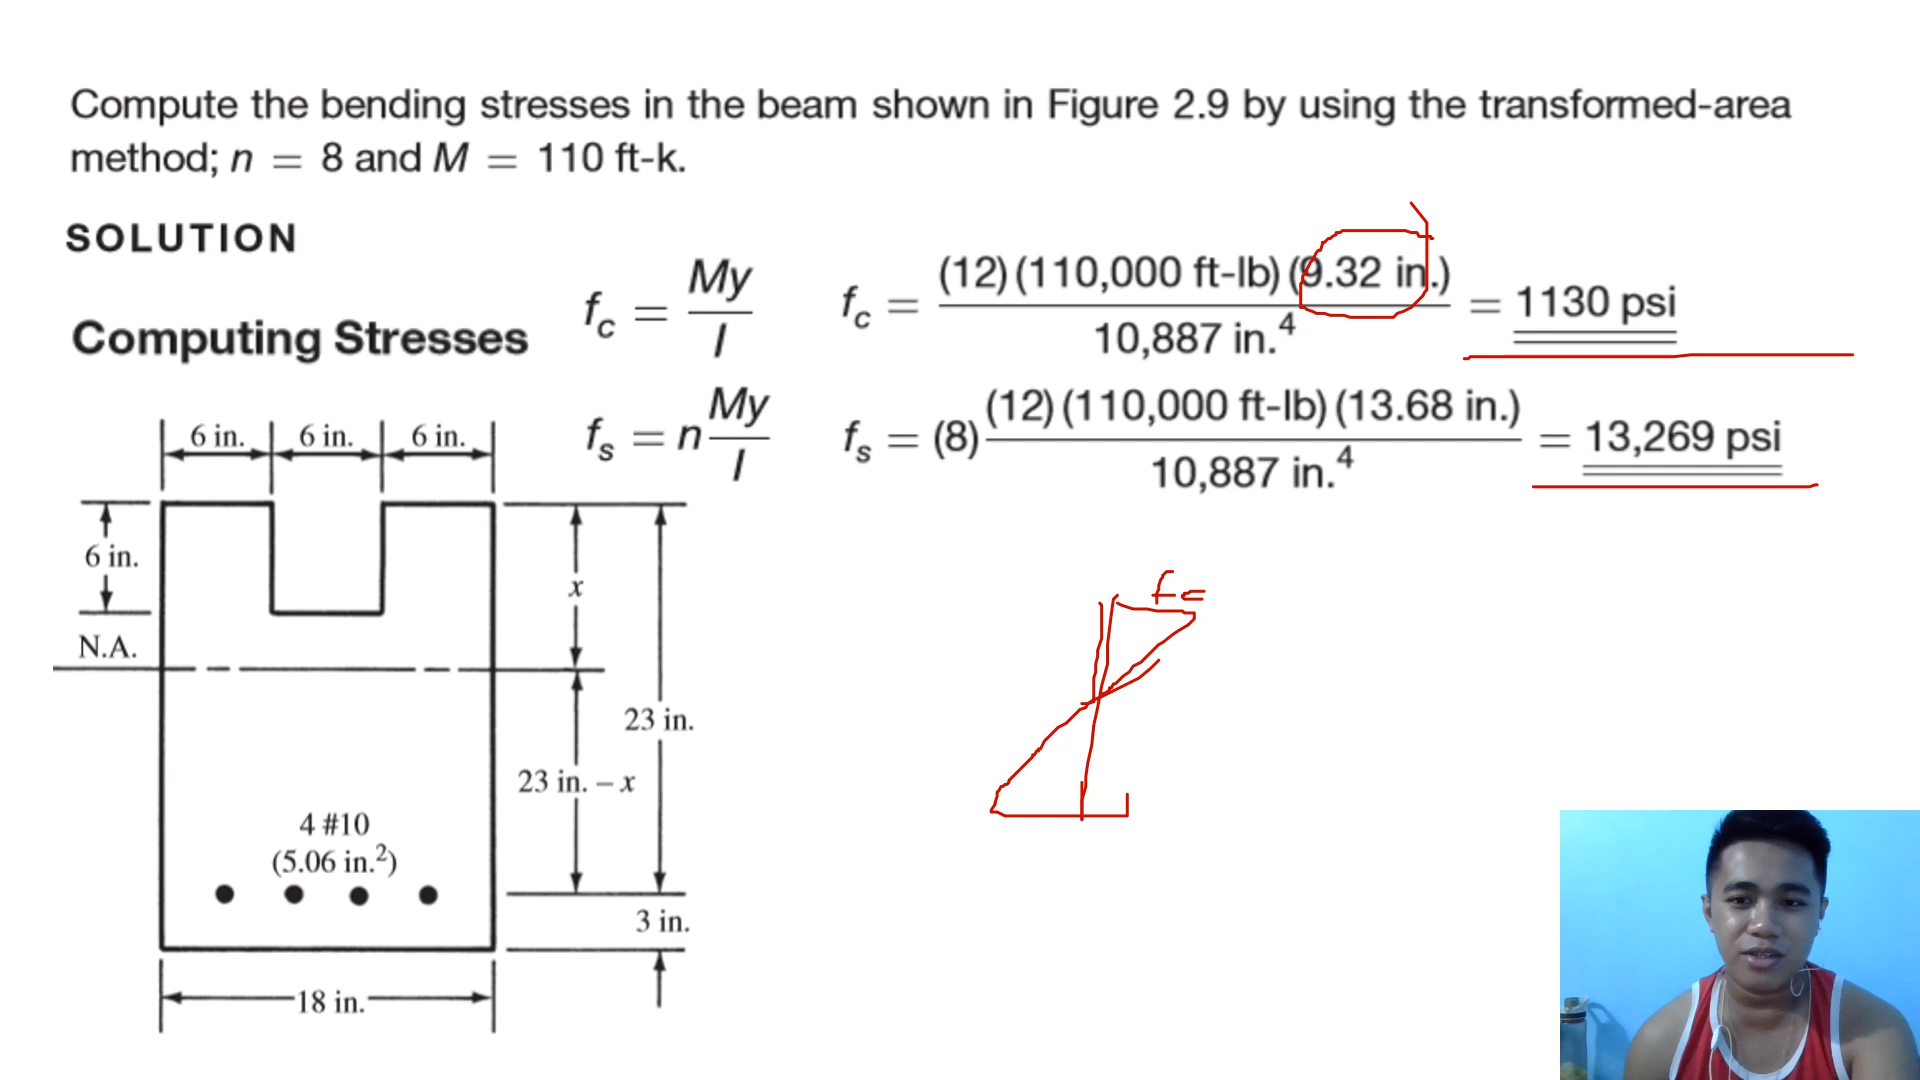 Compute the bending stresses in the beam shown in Figure 2.9 by using the transformed-area
method; n = 8 and M = 110 ft-k.
SOLUTION
Computing Stresses
f_c = My / I
f_c = (12)(110,000 ft-lb)(9.32 in.) / 10,887 in.⁴ = 1130 psi
f_s = n My / I
f_s = (8) (12)(110,000 ft-lb)(13.68 in.) / 10,887 in.⁴ = 13,269 psi
6 in. 6 in. 6 in.
6 in.
x
N.A.
23 in.
23 in. – x
4 #10
(5.06 in.²)
3 in.
18 in.
fc